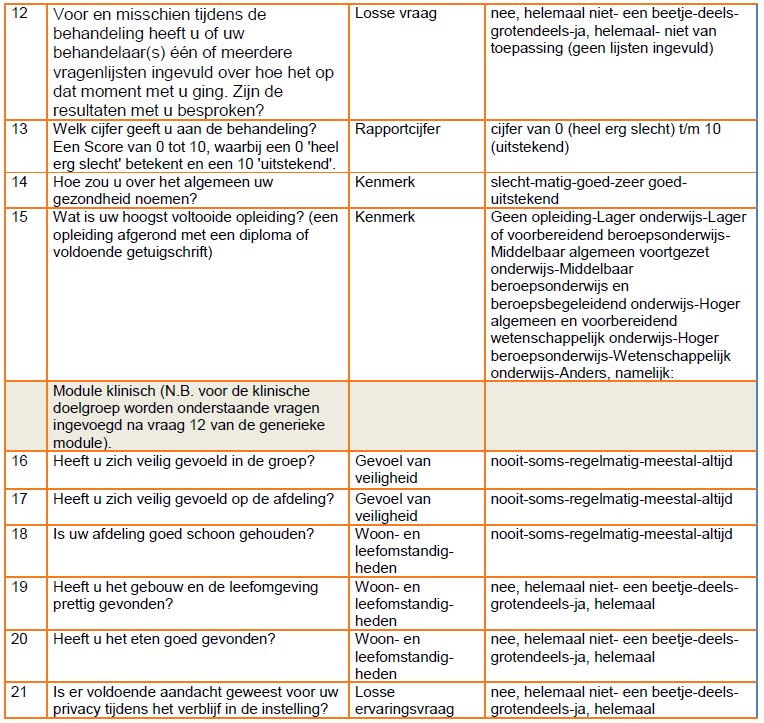 12 Voor en misschien tijdens de behandeling heeft u of uw behandelaar(s) één of meerdere vragenlijsten ingevuld over hoe het op dat moment met u ging. Zijn de resultaten met u besproken? Losse vraag nee, helemaal niet- een beetje-deels-grotendeels-ja, helemaal- niet van toepassing (geen lijsten ingevuld)
13 Welk cijfer geeft u aan de behandeling? Een Score van 0 tot 10, waarbij een 0 'heel erg slecht' betekent en een 10 'uitstekend'. Rapportcijfer cijfer van 0 (heel erg slecht) t/m 10 (uitstekend)
14 Hoe zou u over het algemeen uw gezondheid noemen? Kenmerk slecht-matig-goed-zeer goed-uitstekend
15 Wat is uw hoogst voltooide opleiding? (een opleiding afgerond met een diploma of voldoende getuigschrift) Kenmerk Geen opleiding-Lager onderwijs-Lager of voorbereidend beroepsonderwijs-Middelbaar algemeen voortgezet onderwijs-Middelbaar beroepsonderwijs en beroepsbegeleidend onderwijs-Hoger algemeen en voorbereidend wetenschappelijk onderwijs-Hoger beroepsonderwijs-Wetenschappelijk onderwijs-Anders, namelijk:
Module klinisch (N.B. voor de klinische doelgroep worden onderstaande vragen ingevoegd na vraag 12 van de generieke module).
16 Heeft u zich veilig gevoeld in de groep? Gevoel van veiligheid nooit-soms-regelmatig-meestal-altijd
17 Heeft u zich veilig gevoeld op de afdeling? Gevoel van veiligheid nooit-soms-regelmatig-meestal-altijd
18 Is uw afdeling goed schoon gehouden? Woon- en leefomstandig-heden nooit-soms-regelmatig-meestal-altijd
19 Heeft u het gebouw en de leefomgeving prettig gevonden? Woon- en leefomstandig-heden nee, helemaal niet- een beetje-deels-grotendeels-ja, helemaal
20 Heeft u het eten goed gevonden? Woon- en leefomstandig-heden nee, helemaal niet- een beetje-deels-grotendeels-ja, helemaal
21 Is er voldoende aandacht geweest voor uw privacy tijdens het verblijf in de instelling? Losse ervaringsvraag nee, helemaal niet- een beetje-deels-grotendeels-ja, helemaal